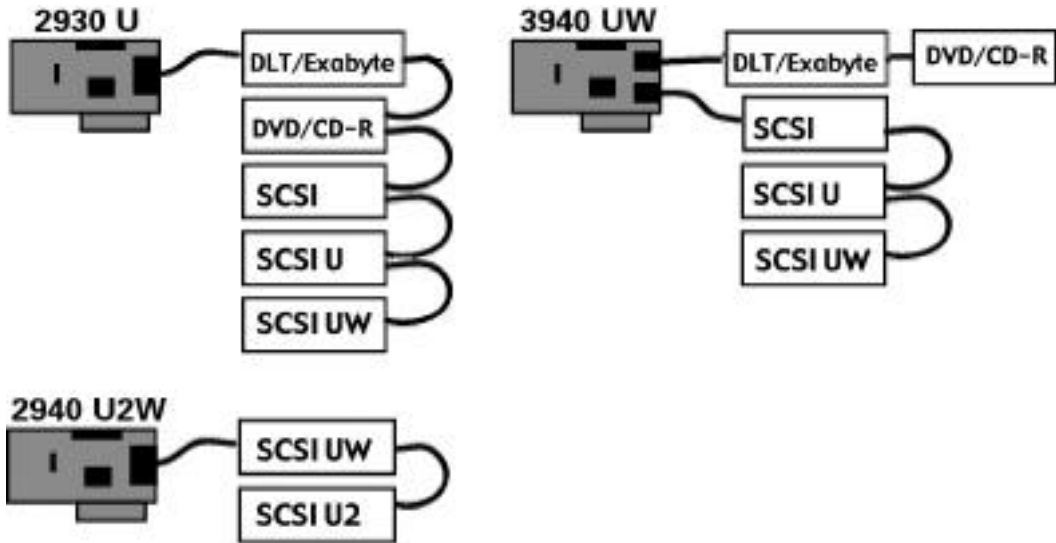 2930 U
DLT/Exabyte
DVD/CD-R
SCSI
SCSI U
SCSI UW
3940 UW
DLT/Exabyte
DVD/CD-R
SCSI
SCSI U
SCSI UW
2940 U2W
SCSI UW
SCSI U2